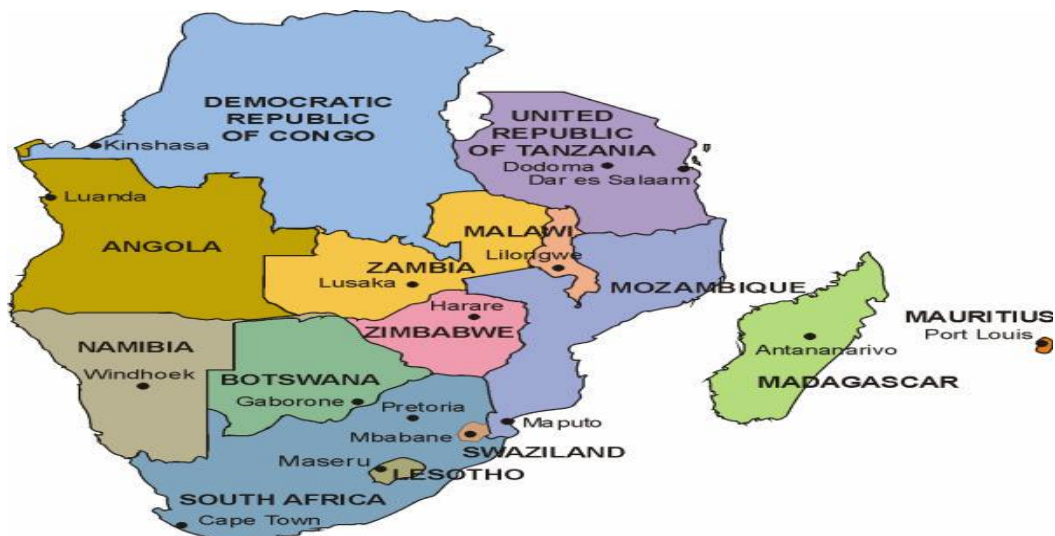 DEMOCRATIC
REPUBLIC
OF CONGO
Kinshasa
UNITED
REPUBLIC
OF TANZANIA
Dodoma
Dar es Salaam
Luanda
ANGOLA
MALAWI
Lilongwe
ZAMBIA
Lusaka
MOZAMBIQUE
Harare
ZIMBABWE
MAURITIUS
Port Louis
NAMIBIA
Windhoek
Antananarivo
MADAGASCAR
BOTSWANA
Gaborone
Pretoria
Maputo
Mbabane
SWAZILAND
Maseru
LESOTHO
SOUTH AFRICA
Cape Town